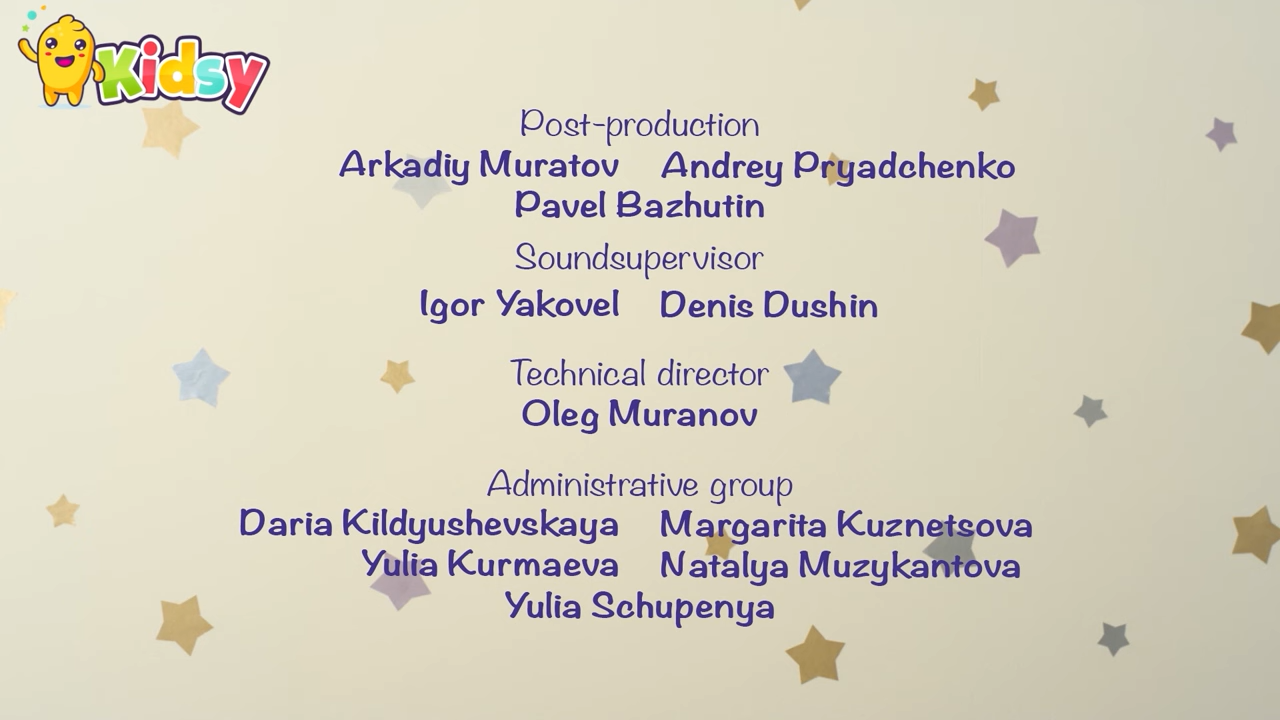 Kidsy
Post-production
Arkadiy Muratov Andrey Pryadchenko
Pavel Bazhutin
Soundsupervisor
Igor Yakovel Denis Dushin
Technical director
Oleg Muranov
Administrative group
Daria Kildyushevskaya Margarita Kuznetsova
Yulia Kurmaeva Natalya Muzykantova
Yulia Schupenya